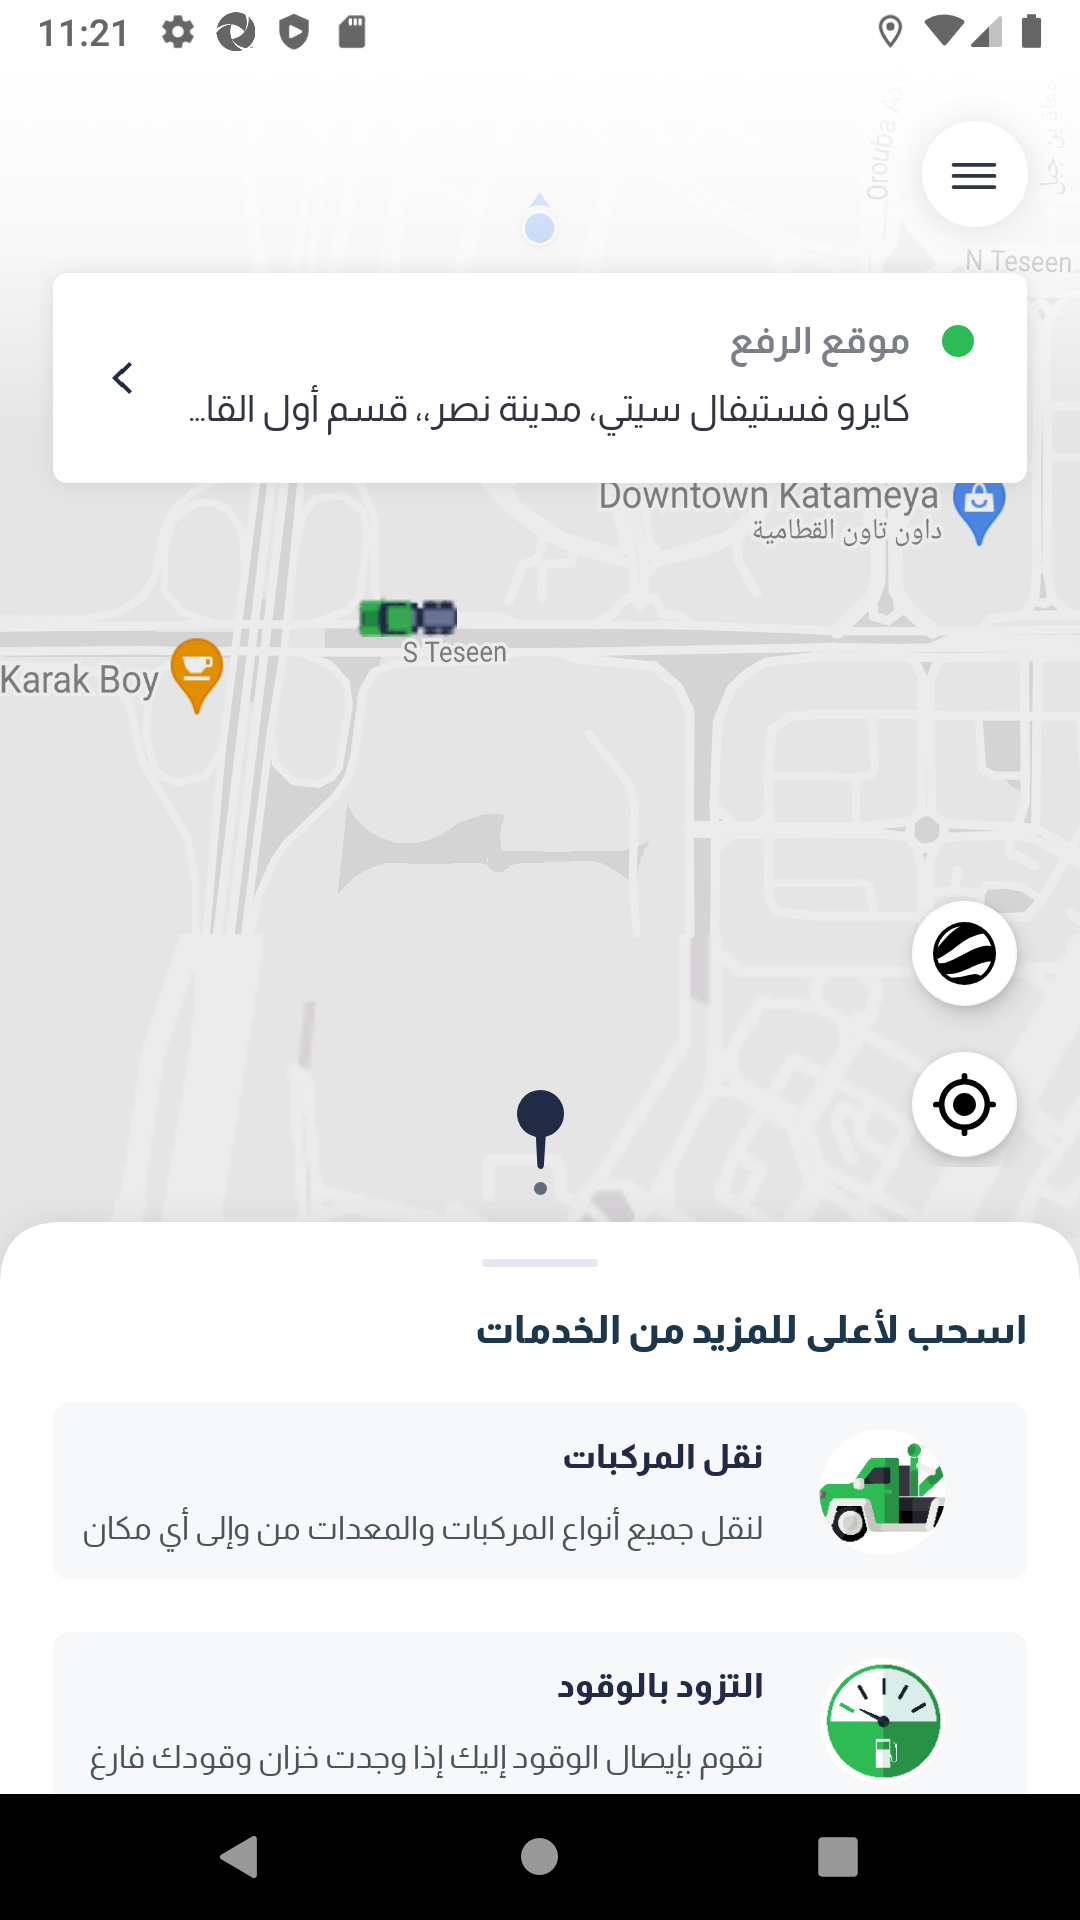 11:21
Orouba Axis
معاذ بن جبل
N Teseen
موقع الرفع
كايرو فستيفال سيتي، مدينة نصر،، قسم أول القا...
Downtown Katameya
داون تاون القطامية
S Teseen
Karak Boy
اسحب لأعلى للمزيد من الخدمات
نقل المركبات
لنقل جميع أنواع المركبات والمعدات من وإلى أي مكان
التزود بالوقود
نقوم بإيصال الوقود إليك إذا وجدت خزان وقودك فارغ